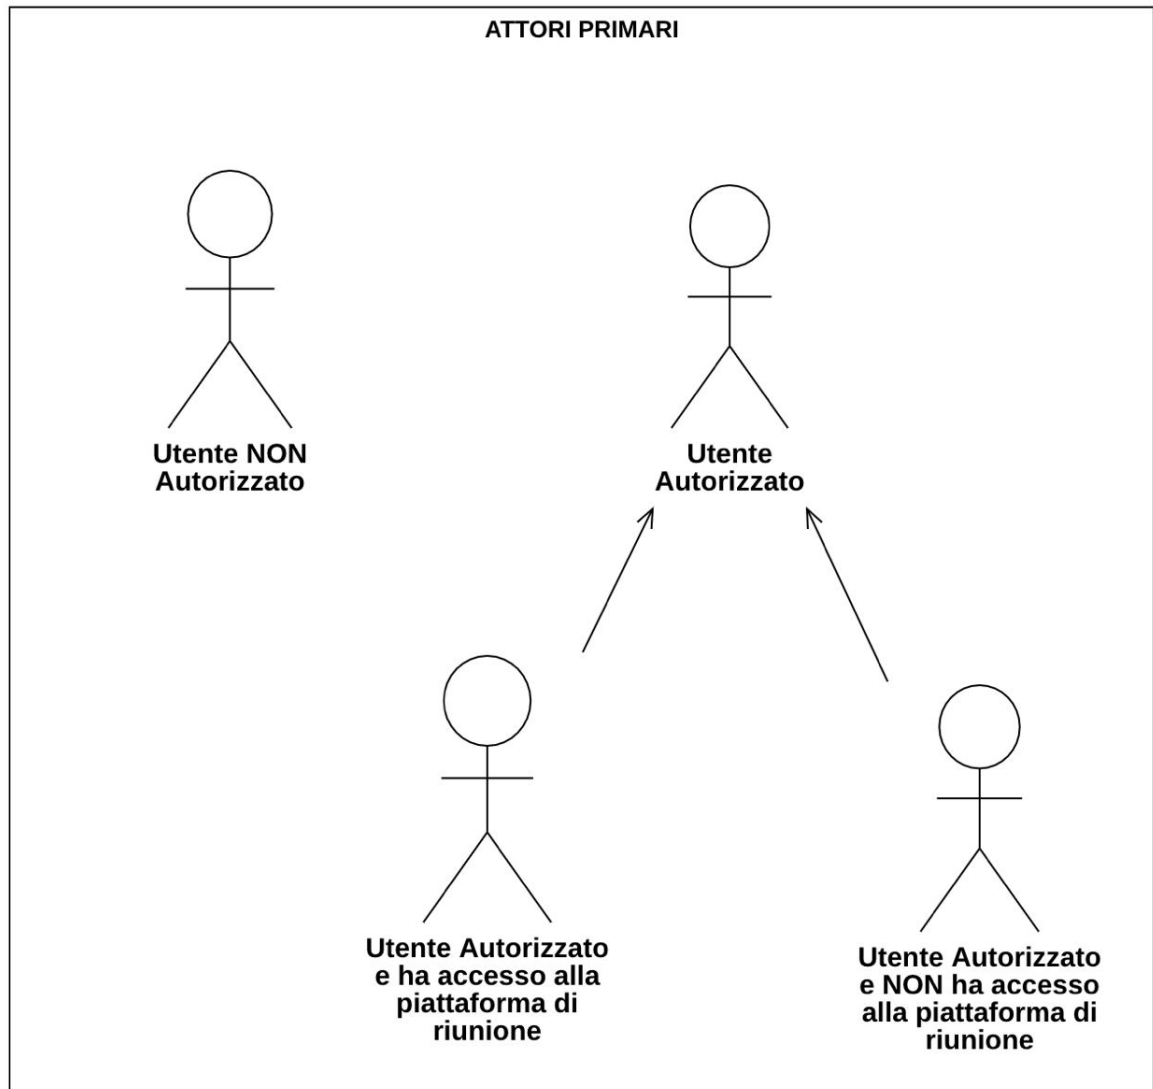 ATTORI PRIMARI
Utente NON
Autorizzato
Utente
Autorizzato
Utente Autorizzato
e ha accesso alla
piattaforma di
riunione
Utente Autorizzato
e NON ha accesso
alla piattaforma di
riunione